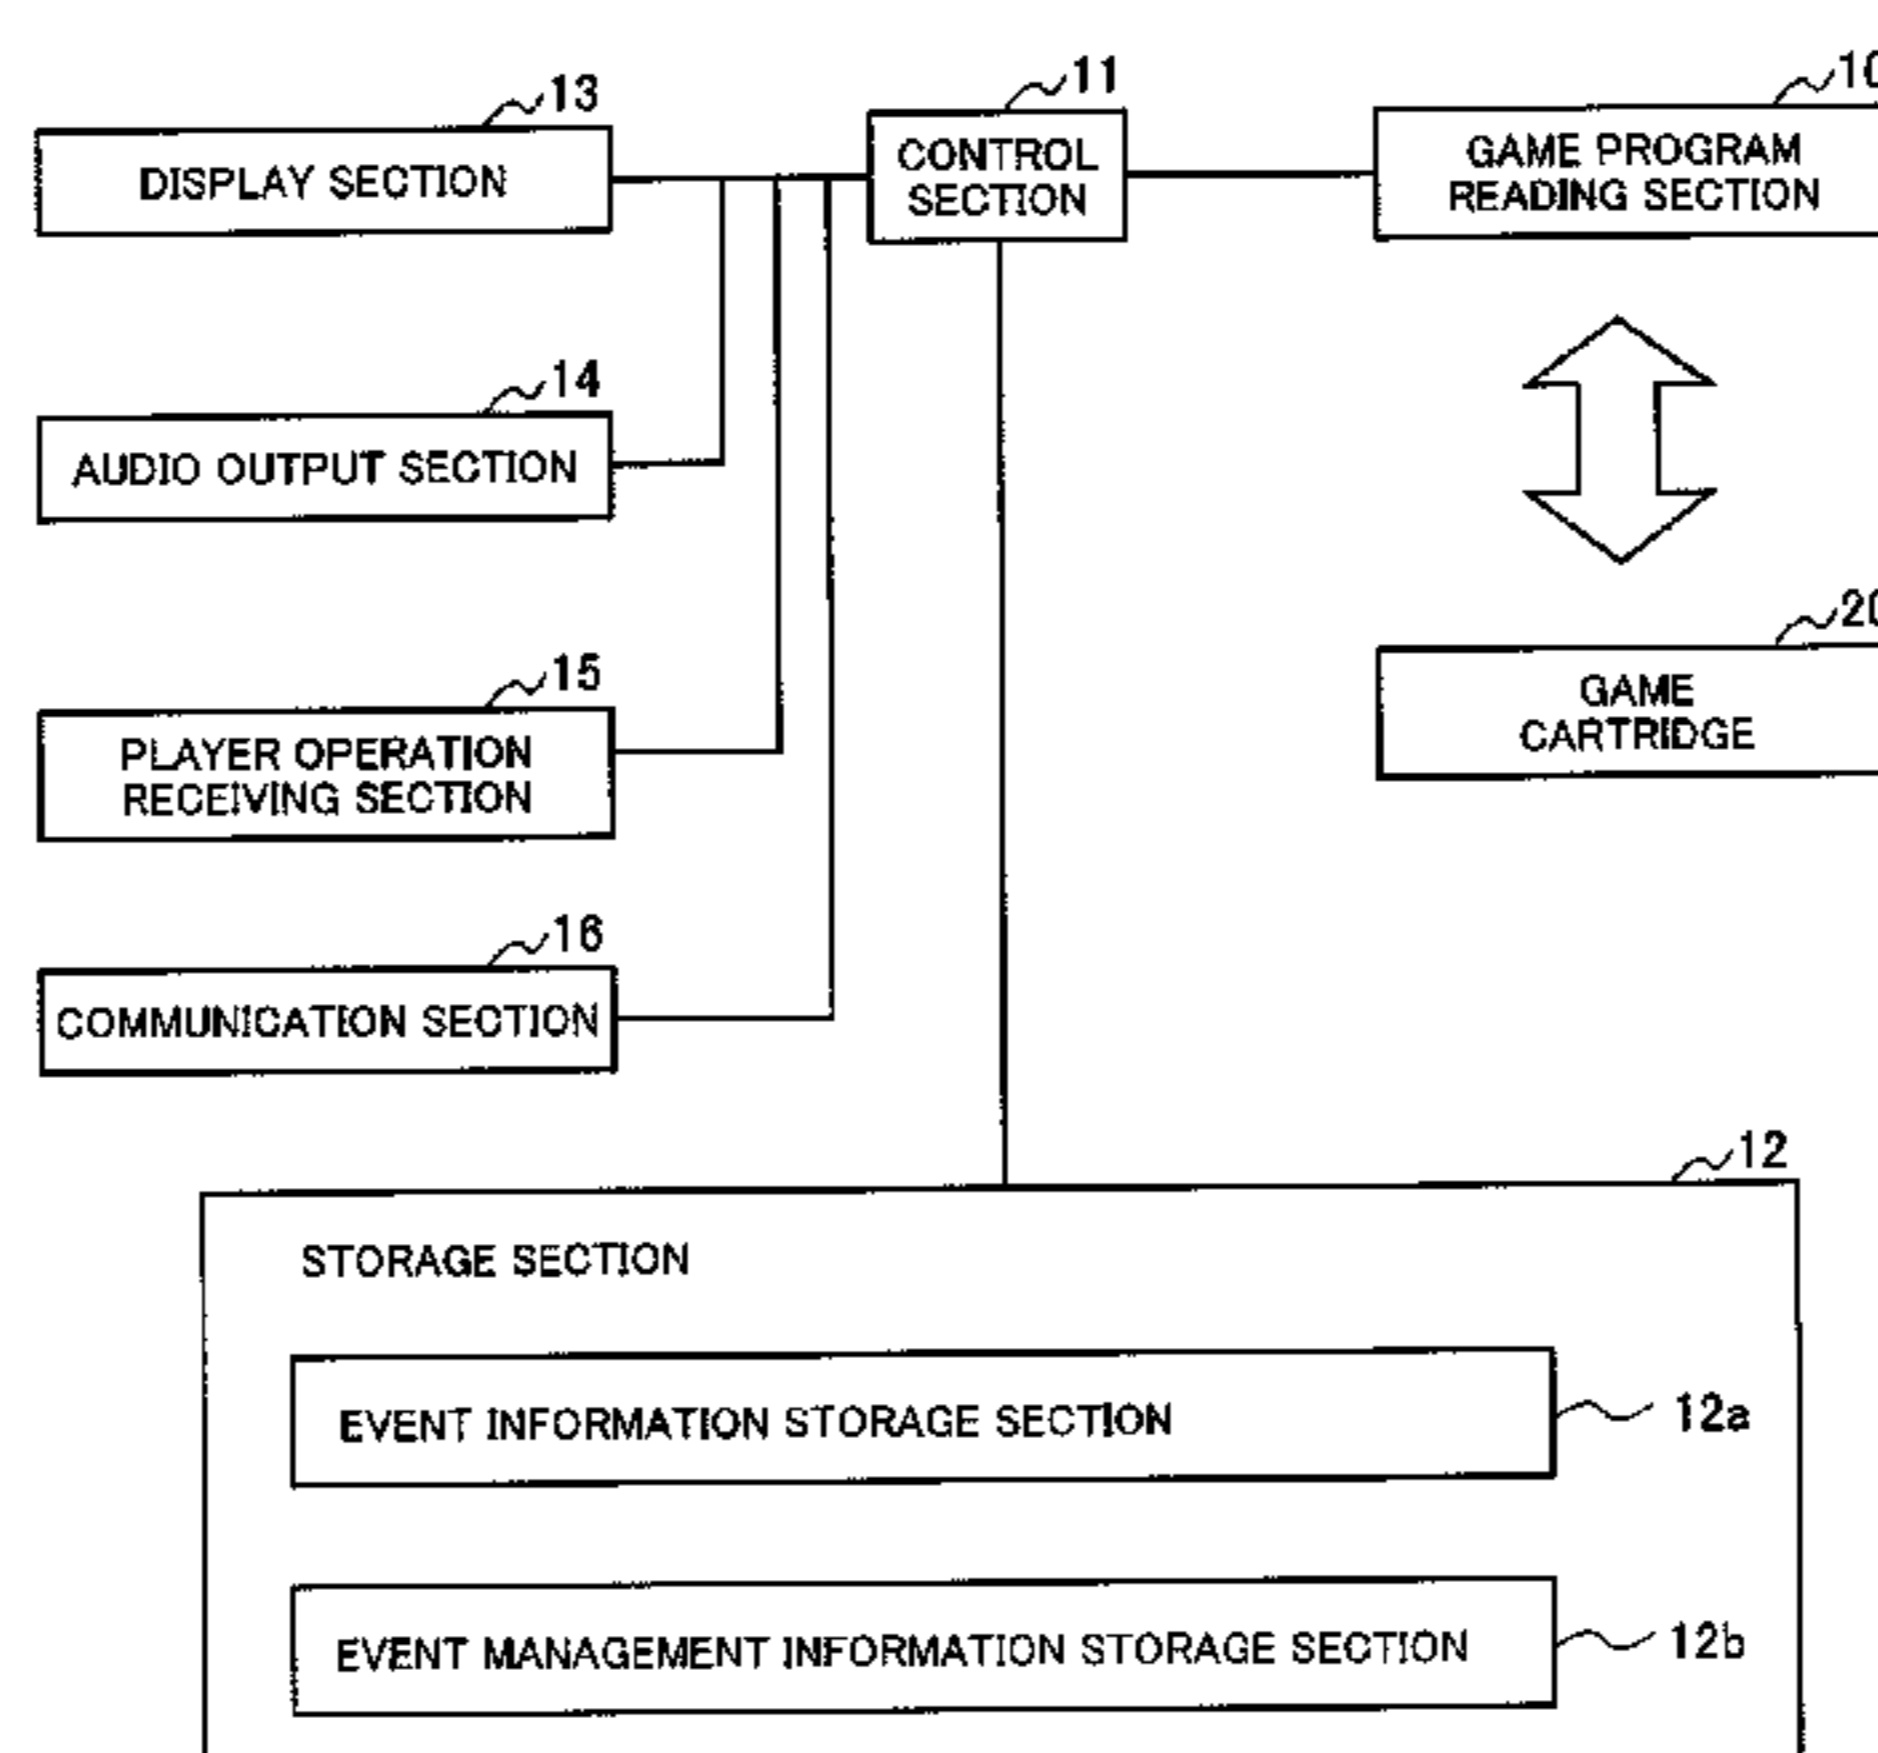 13
DISPLAY SECTION
11
CONTROL
SECTION
10
GAME PROGRAM
READING SECTION
14
AUDIO OUTPUT SECTION
15
PLAYER OPERATION
RECEIVING SECTION
20
GAME
CARTRIDGE
16
COMMUNICATION SECTION
12
STORAGE SECTION
EVENT INFORMATION STORAGE SECTION
12a
EVENT MANAGEMENT INFORMATION STORAGE SECTION
12b